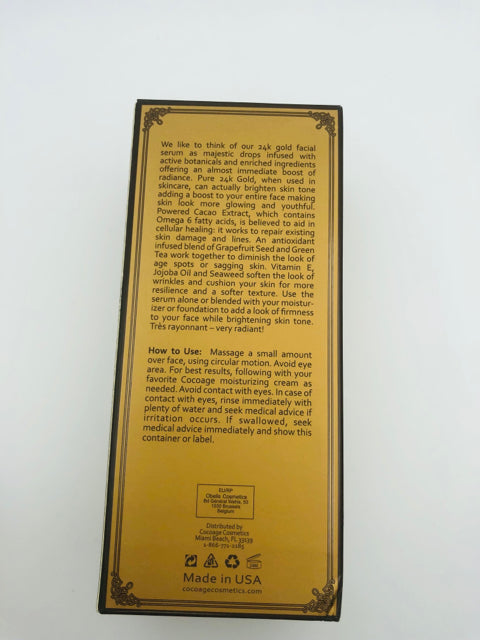 We like to think of our 24k gold facial
serum as majestic drops infused with
active botanicals and enriched ingredients
offering an almost immediate boost of
radiance. Pure 24k Gold, when used in
skincare, can actually brighten skin tone
adding a boost to your entire face making
skin look more glowing and youthful.
Powered Cacao Extract, which contains
Omega 6 fatty acids, is believed to aid in
cellular healing: it works to repair existing
skin damage and lines. An antioxidant
infused blend of Grapefruit Seed and Green
Tea work together to diminish the look of
age spots or sagging skin. Vitamin E,
Jojoba Oil and Seaweed soften the look of
wrinkles and cushion your skin for more
resilience and a softer texture. Use the
serum alone or blended with your moistur-
izer or foundation to add a look of firmness
to your face while brightening skin tone.
Très rayonnant – very radiant!
How to Use: Massage a small amount
over face, using circular motion. Avoid eye
area. For best results, following with your
favorite Cocoage moisturizing cream as
needed. Avoid contact with eyes. In case of
contact with eyes, rinse immediately with
plenty of water and seek medical advice if
irritation occurs. If swallowed, seek
medical advice immediately and show this
container or label.
EU/RP
Obelis Cosmetics
Bd Général Wahis, 53
1030 Brussels
Belgium
Distributed by
Cocoage Cosmetics
Miami Beach, FL 33139
Made in USA
cocoagecosmetics.com